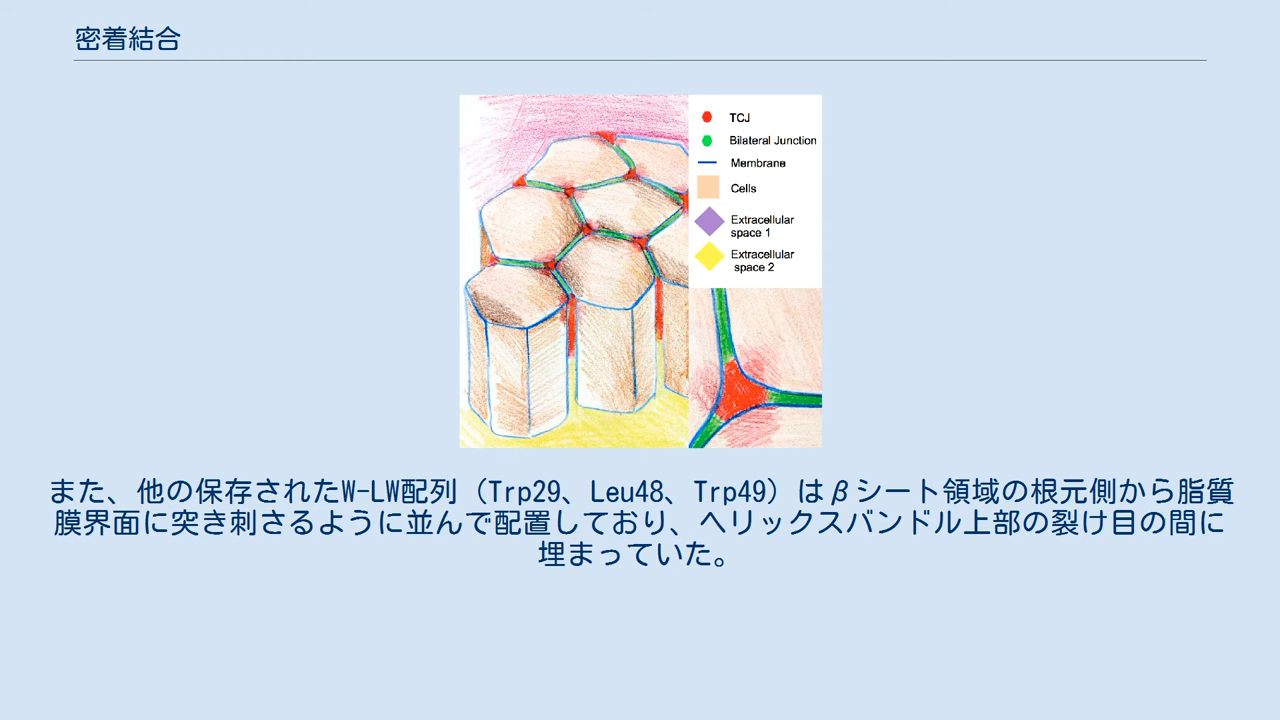 密着結合
TCJ
Bilateral Junction
Membrane
Cells
Extracellular
space 1
Extracellular
space 2
また、他の保存されたW-LW配列（Trp29、Leu48、Trp49）はβシート領域の根元側から脂質
膜界面に突き刺さるように並んで配置しており、ヘリックスバンドル上部の裂け目の間に
埋まっていた。